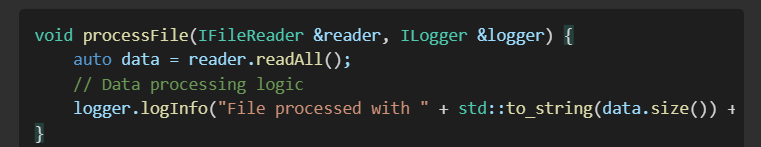 void processFile(IFileReader &reader, ILogger &logger) {
    auto data = reader.readAll();
    // Data processing logic
    logger.logInfo("File processed with " + std::to_string(data.size()) +
}